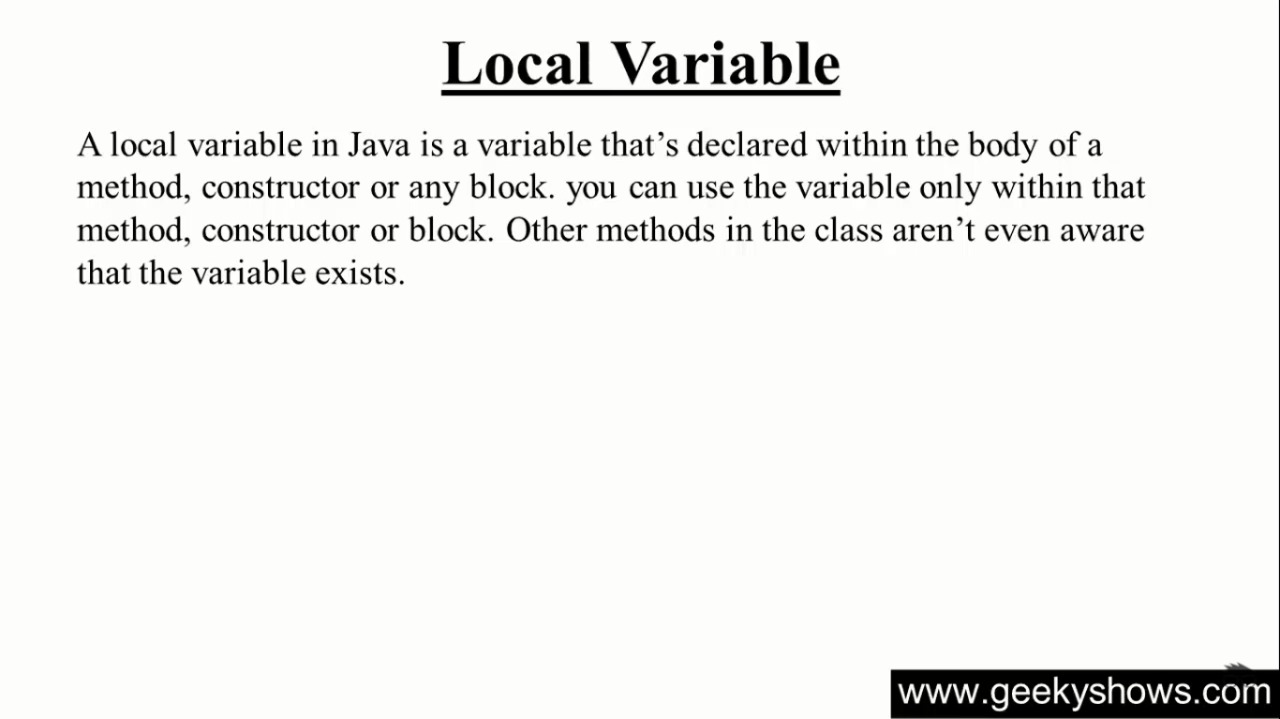 Local Variable
A local variable in Java is a variable that’s declared within the body of a
method, constructor or any block. you can use the variable only within that
method, constructor or block. Other methods in the class aren’t even aware
that the variable exists.
www.geekyshows.com